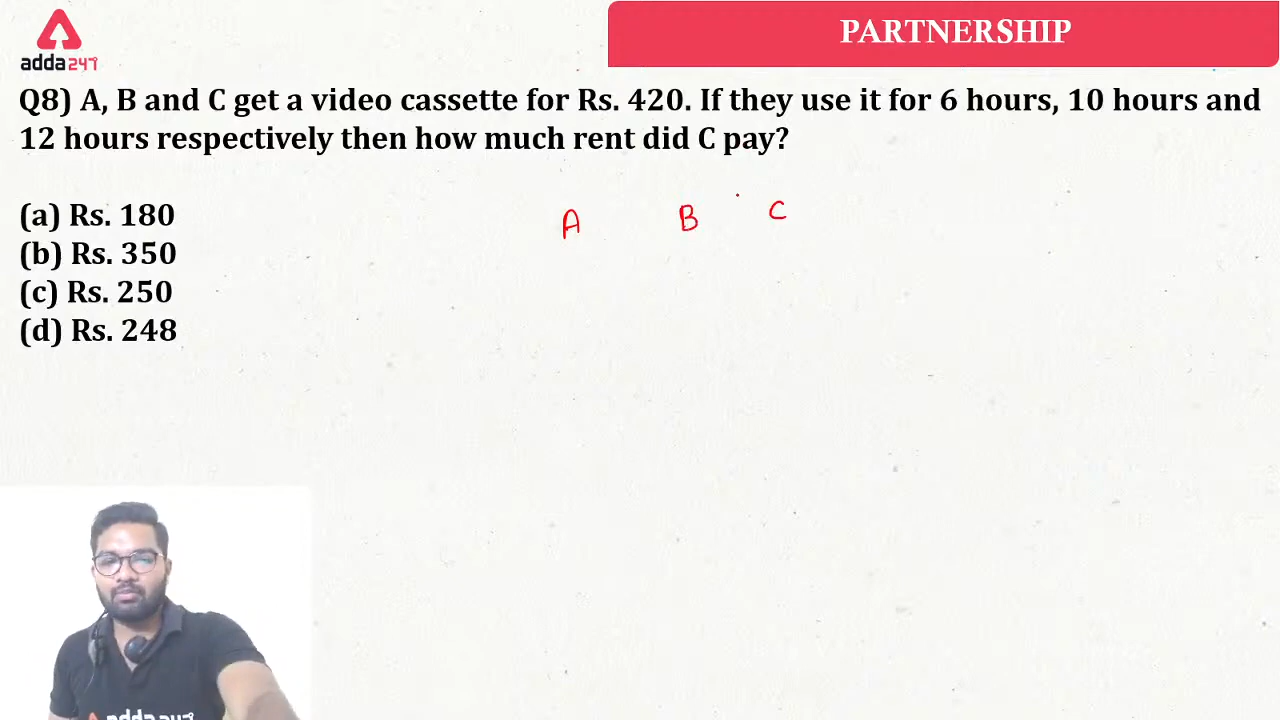 adda247
PARTNERSHIP
Q8) A, B and C get a video cassette for Rs. 420. If they use it for 6 hours, 10 hours and
12 hours respectively then how much rent did C pay?
(a) Rs. 180
(b) Rs. 350
(c) Rs. 250
(d) Rs. 248
A B C
adda247